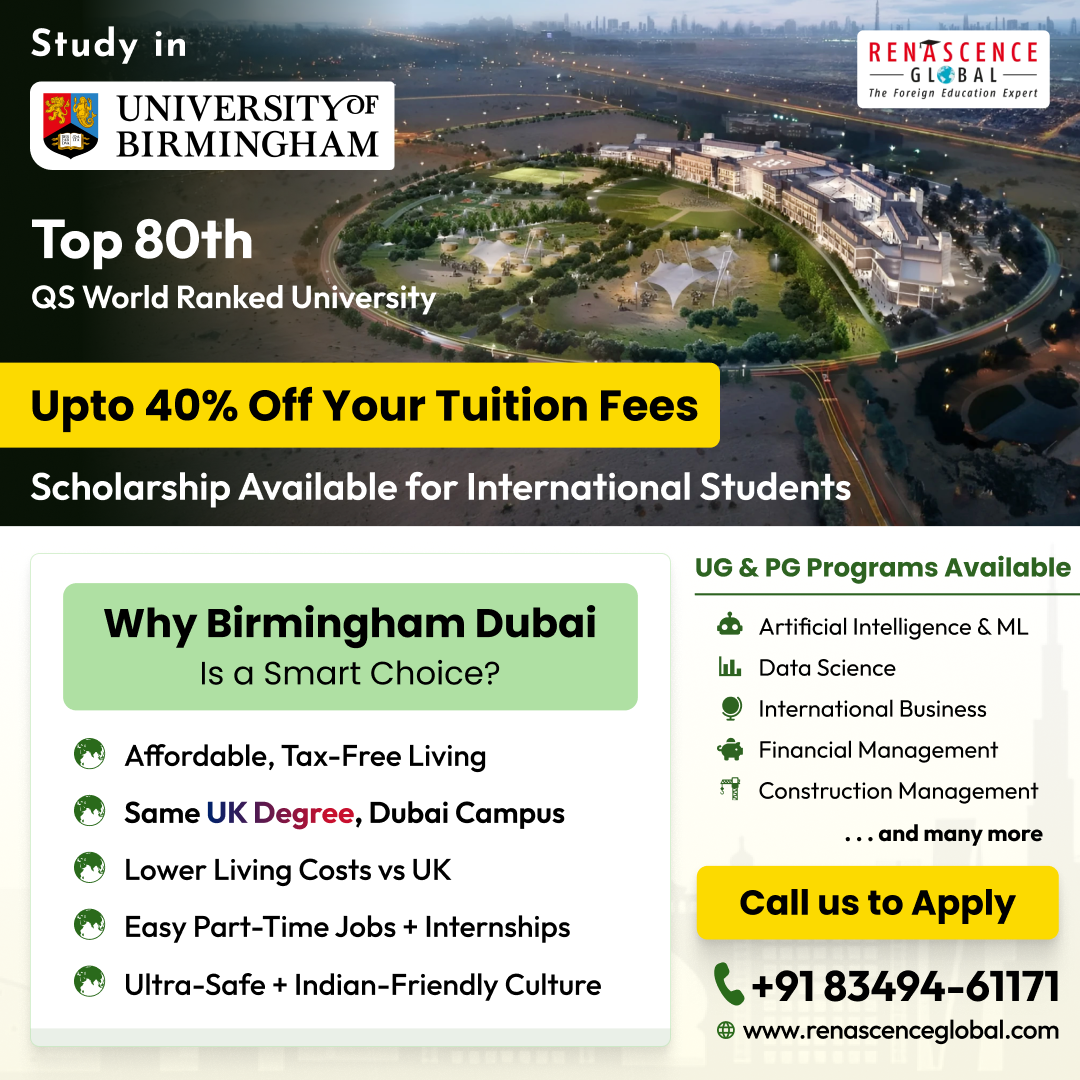 Study in
RENASCENCE
GLOBAL
The Foreign Education Expert
UNIVERSITY OF
BIRMINGHAM
Top 80th
QS World Ranked University
Upto 40% Off Your Tuition Fees
Scholarship Available for International Students
Why Birmingham Dubai
Is a Smart Choice?
Affordable, Tax-Free Living
Same UK Degree, Dubai Campus
Lower Living Costs vs UK
Easy Part-Time Jobs + Internships
Ultra-Safe + Indian-Friendly Culture
UG & PG Programs Available
Artificial Intelligence & ML
Data Science
International Business
Financial Management
Construction Management
. . . and many more
Call us to Apply
+91 83494-61171
www.renascenceglobal.com